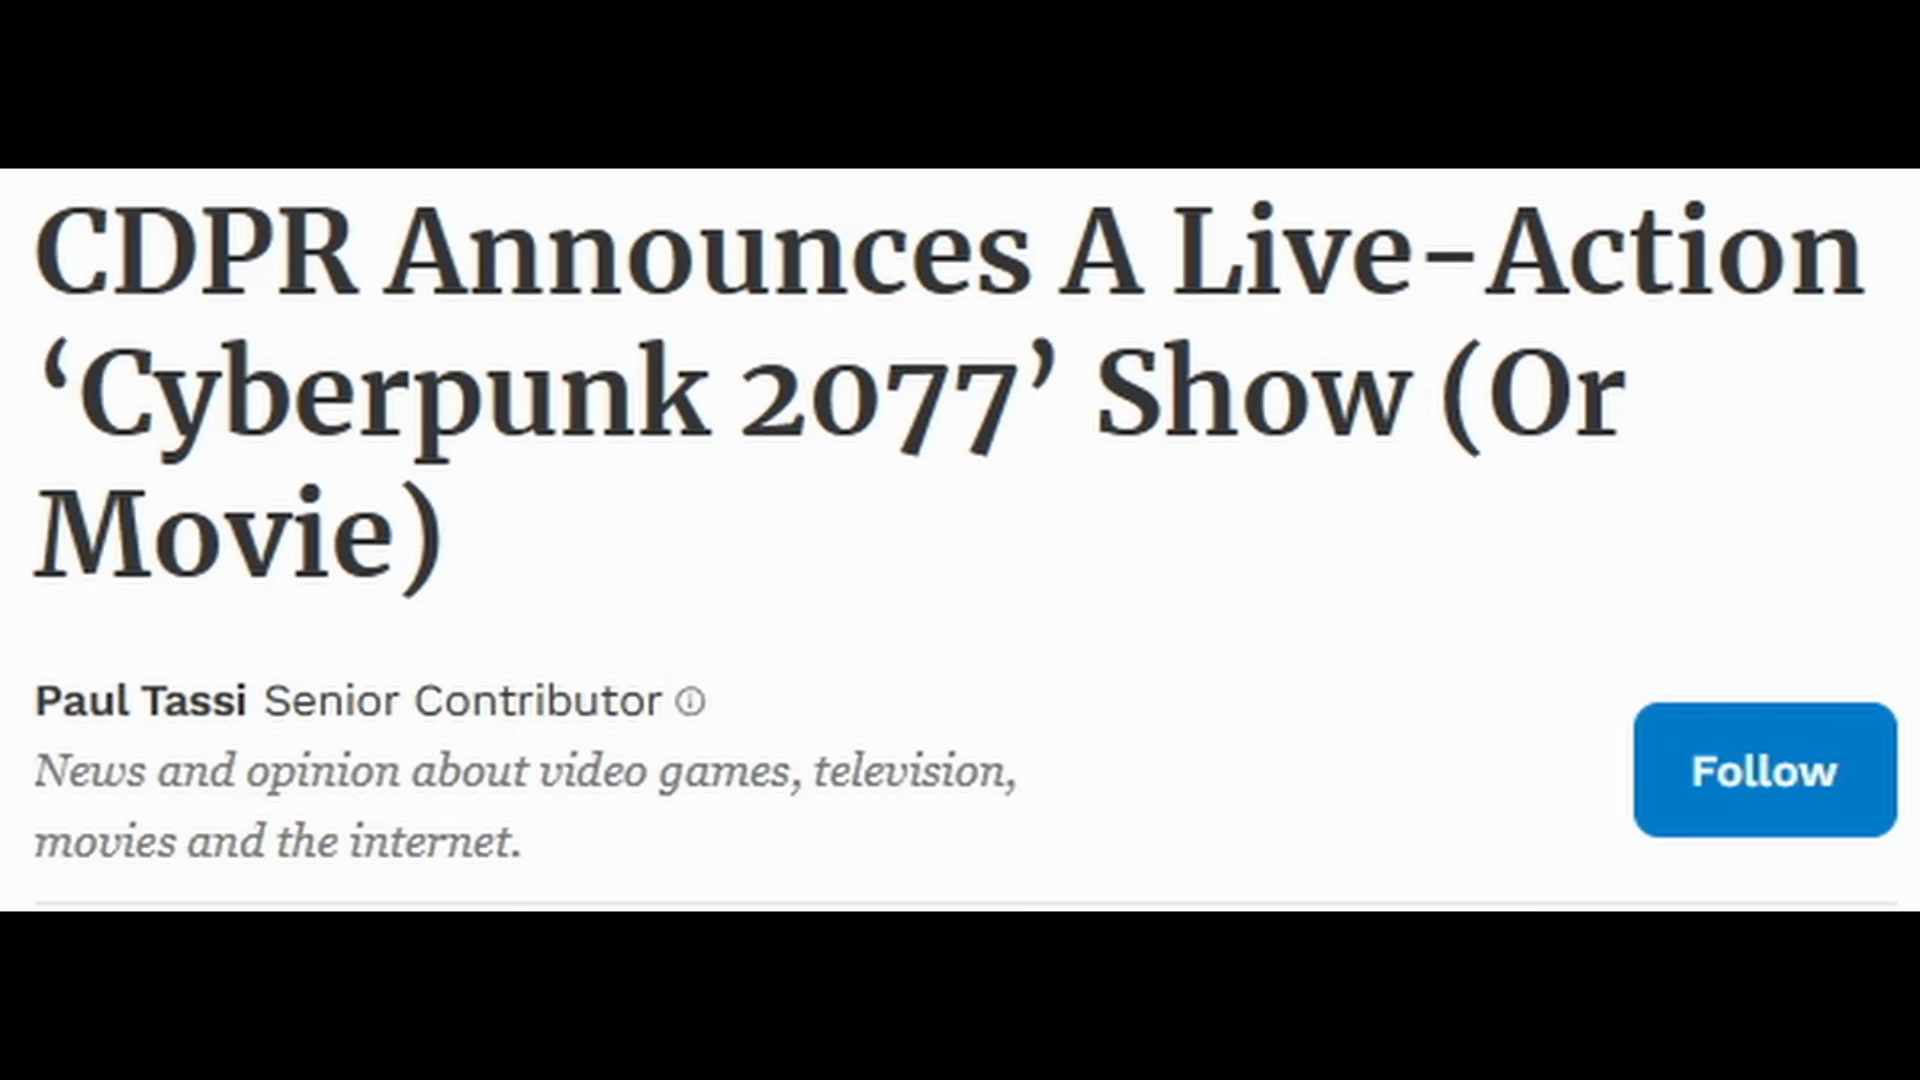 CDPR Announces A Live-Action
‘Cyberpunk 2077’ Show (Or
Movie)
Paul Tassi Senior Contributor
News and opinion about video games, television,
movies and the internet.
Follow